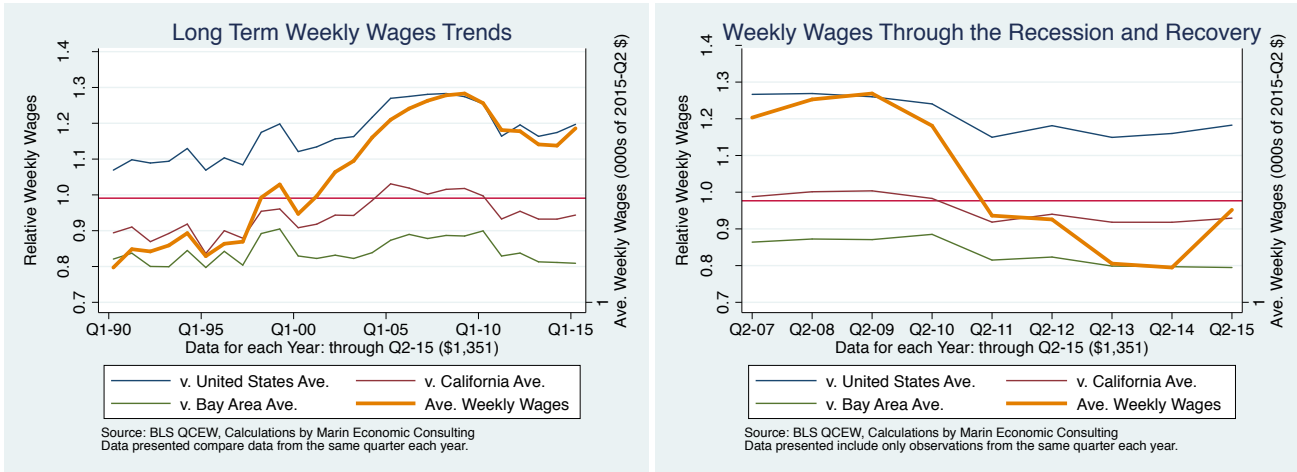 Long Term Weekly Wages Trends
Relative Weekly Wages
1.4
1.3
1.2
1.1
1.0
0.9
0.8
0.7
1
Ave. Weekly Wages (000s of 2015-Q2 $)
Q1-90 Q1-95 Q1-00 Q1-05 Q1-10 Q1-15
Data for each Year: through Q2-15 ($1,351)
v. United States Ave. v. California Ave.
v. Bay Area Ave. Ave. Weekly Wages
Source: BLS QCEW, Calculations by Marin Economic Consulting
Data presented compare data from the same quarter each year.
Weekly Wages Through the Recession and Recovery
Relative Weekly Wages
1.4
1.3
1.2
1.1
1.0
0.9
0.8
0.7
1
Ave. Weekly Wages (000s of 2015-Q2 $)
Q2-07 Q2-08 Q2-09 Q2-10 Q2-11 Q2-12 Q2-13 Q2-14 Q2-15
Data for each Year: through Q2-15 ($1,351)
v. United States Ave. v. California Ave.
v. Bay Area Ave. Ave. Weekly Wages
Source: BLS QCEW, Calculations by Marin Economic Consulting
Data presented include only observations from the same quarter each year.